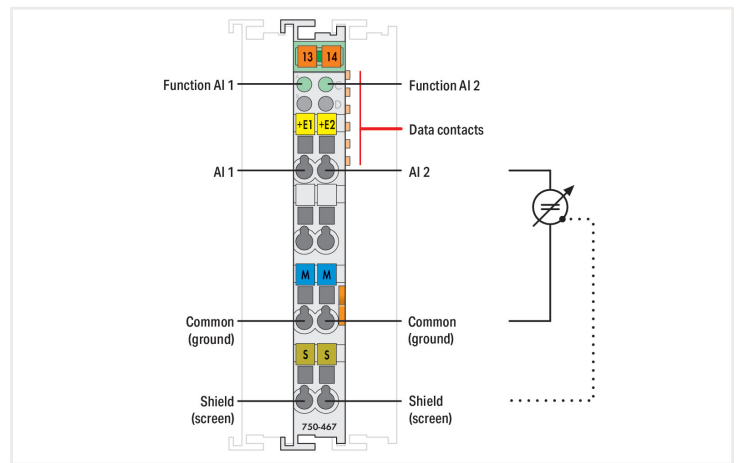 13 14
Function AI 1
Function AI 2
C
D
Data contacts
+E1 +E2
AI 1
AI 2
M M
Common
(ground)
Common
(ground)
S S
Shield
(screen)
Shield
(screen)
750-467